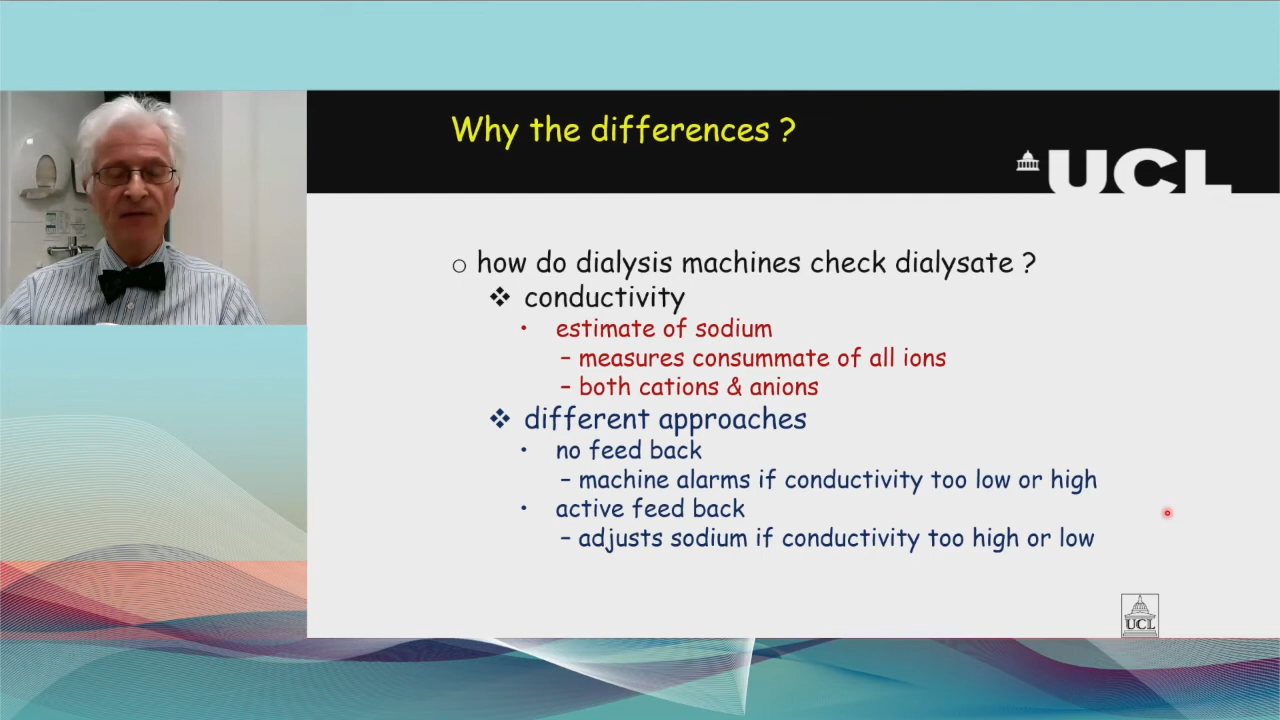 Why the differences ?
UCL
o how do dialysis machines check dialysate ?
❖ conductivity
• estimate of sodium
– measures consummate of all ions
– both cations & anions
❖ different approaches
• no feed back
– machine alarms if conductivity too low or high
• active feed back
– adjusts sodium if conductivity too high or low
UCL